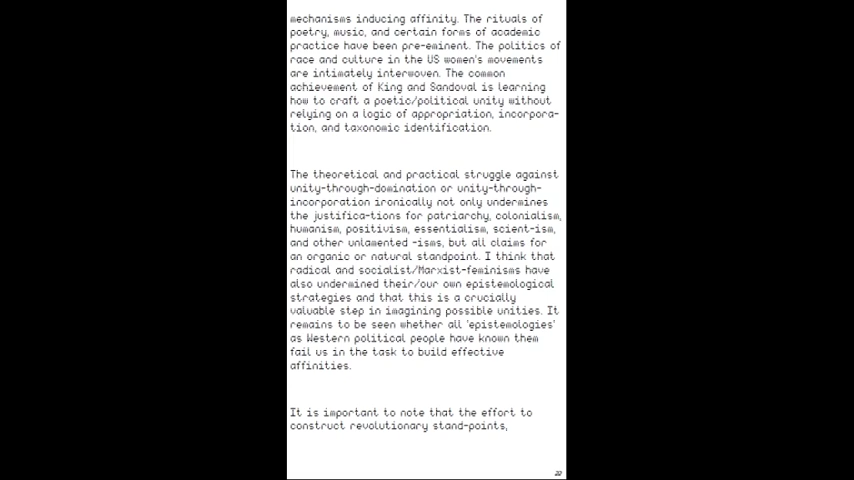 mechanisms inducing affinity. The rituals of
poetry, music, and certain forms of academic
practice have been pre-eminent. The politics of
race and culture in the US women's movements
are intimately interwoven. The common
achievement of King and Sandoval is learning
how to craft a poetic/political unity without
relying on a logic of appropriation, incorpora-
tion, and taxonomic identification.
The theoretical and practical struggle against
unity-through-domination or unity-through-
incorporation ironically not only undermines
the justifica-tions for patriarchy, colonialism,
humanism, positivism, essentialism, scient-ism,
and other unlamented -isms, but all claims for
an organic or natural standpoint. I think that
radical and socialist/Marxist-feminisms have
also undermined their/our own epistemological
strategies and that this is a crucially
valuable step in imagining possible unities. It
remains to be seen whether all 'epistemologies'
as Western political people have known them
fail us in the task to build effective
affinities.
It is important to note that the effort to
construct revolutionary stand-points,